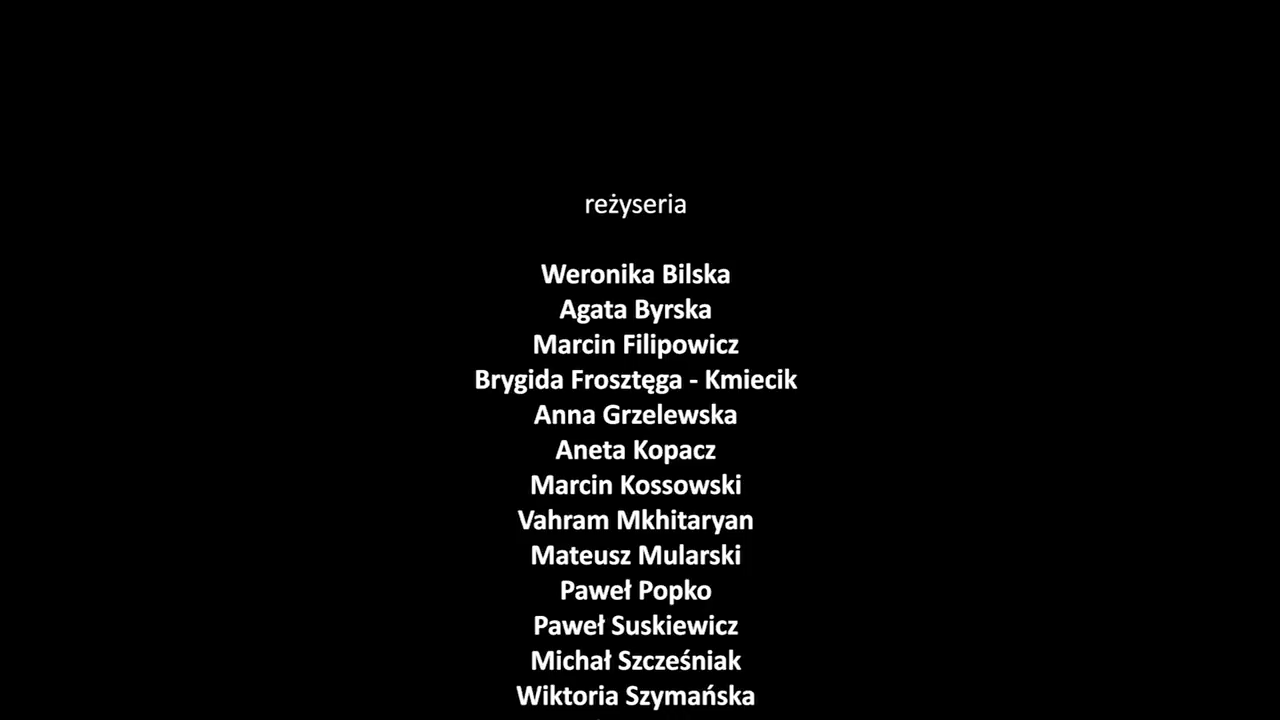 reżyseria
Weronika Bilska
Agata Byrska
Marcin Filipowicz
Brygida Frosztęga - Kmiecik
Anna Grzelewska
Aneta Kopacz
Marcin Kossowski
Vahram Mkhitaryan
Mateusz Mularski
Paweł Popko
Paweł Suskiewicz
Michał Szcześniak
Wiktoria Szymańska